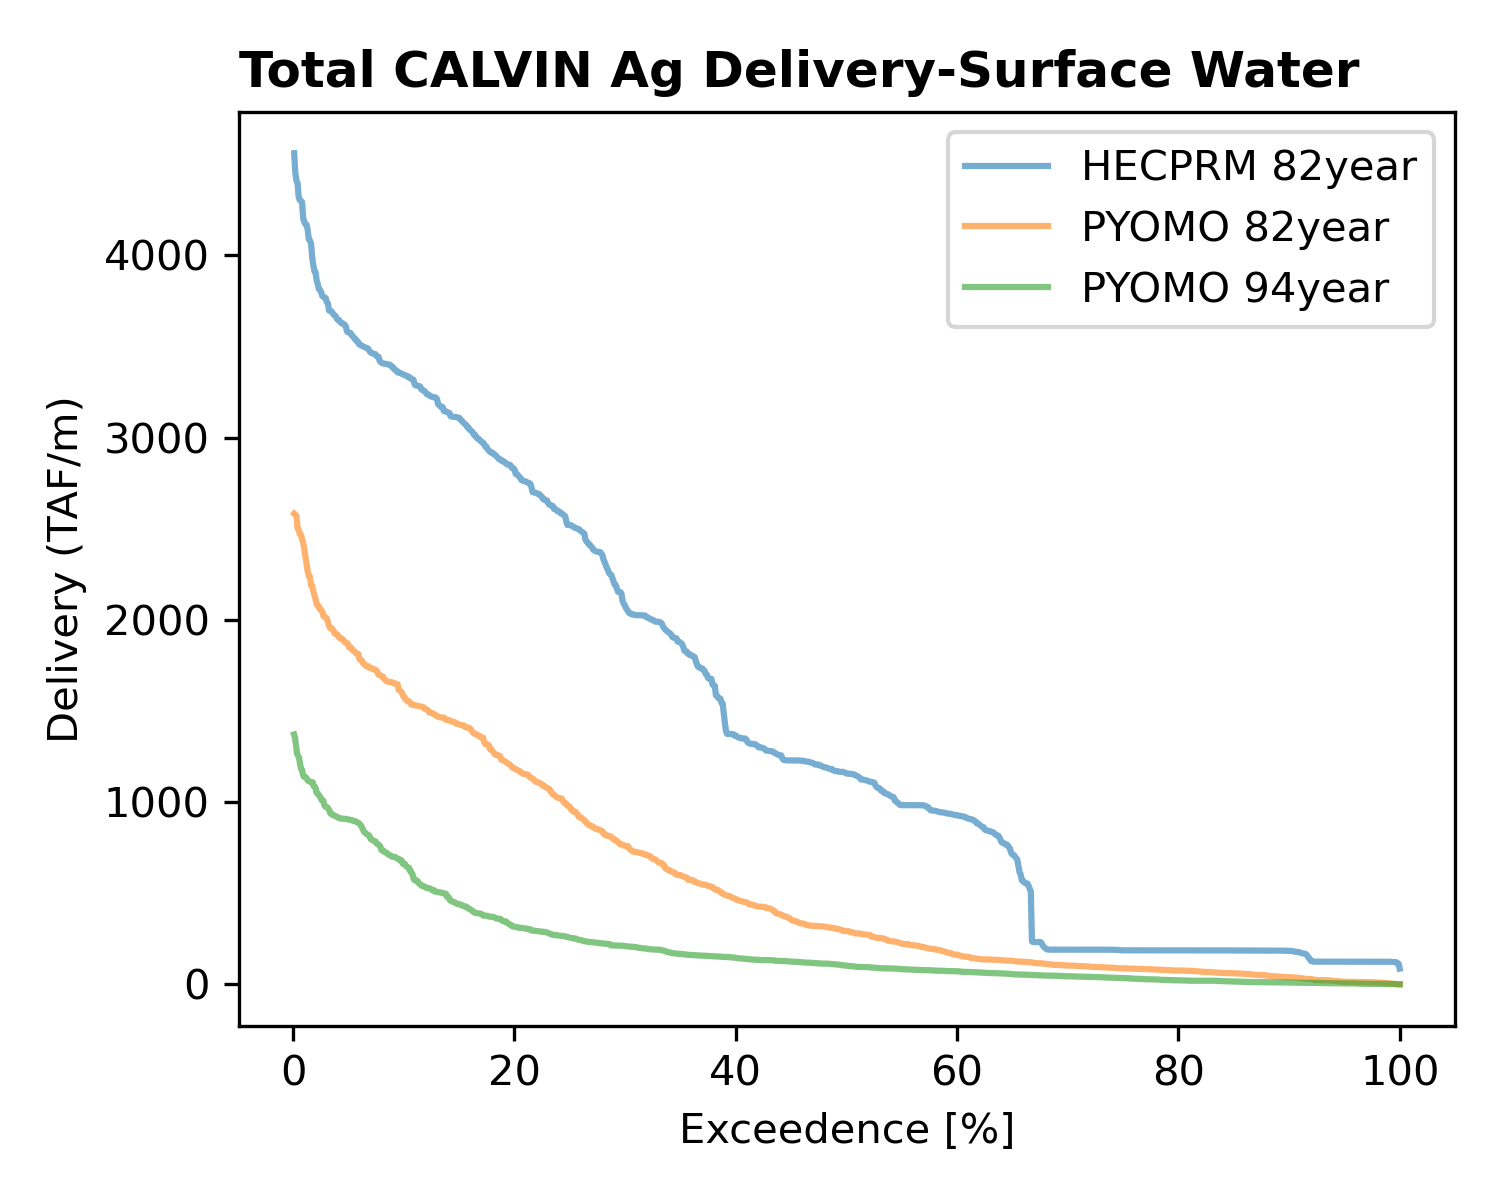 Total CALVIN Ag Delivery-Surface Water
HECPRM 82year
PYOMO 82year
PYOMO 94year
Delivery (TAF/m)
4000
3000
2000
1000
0
0 20 40 60 80 100
Exceedence [%]